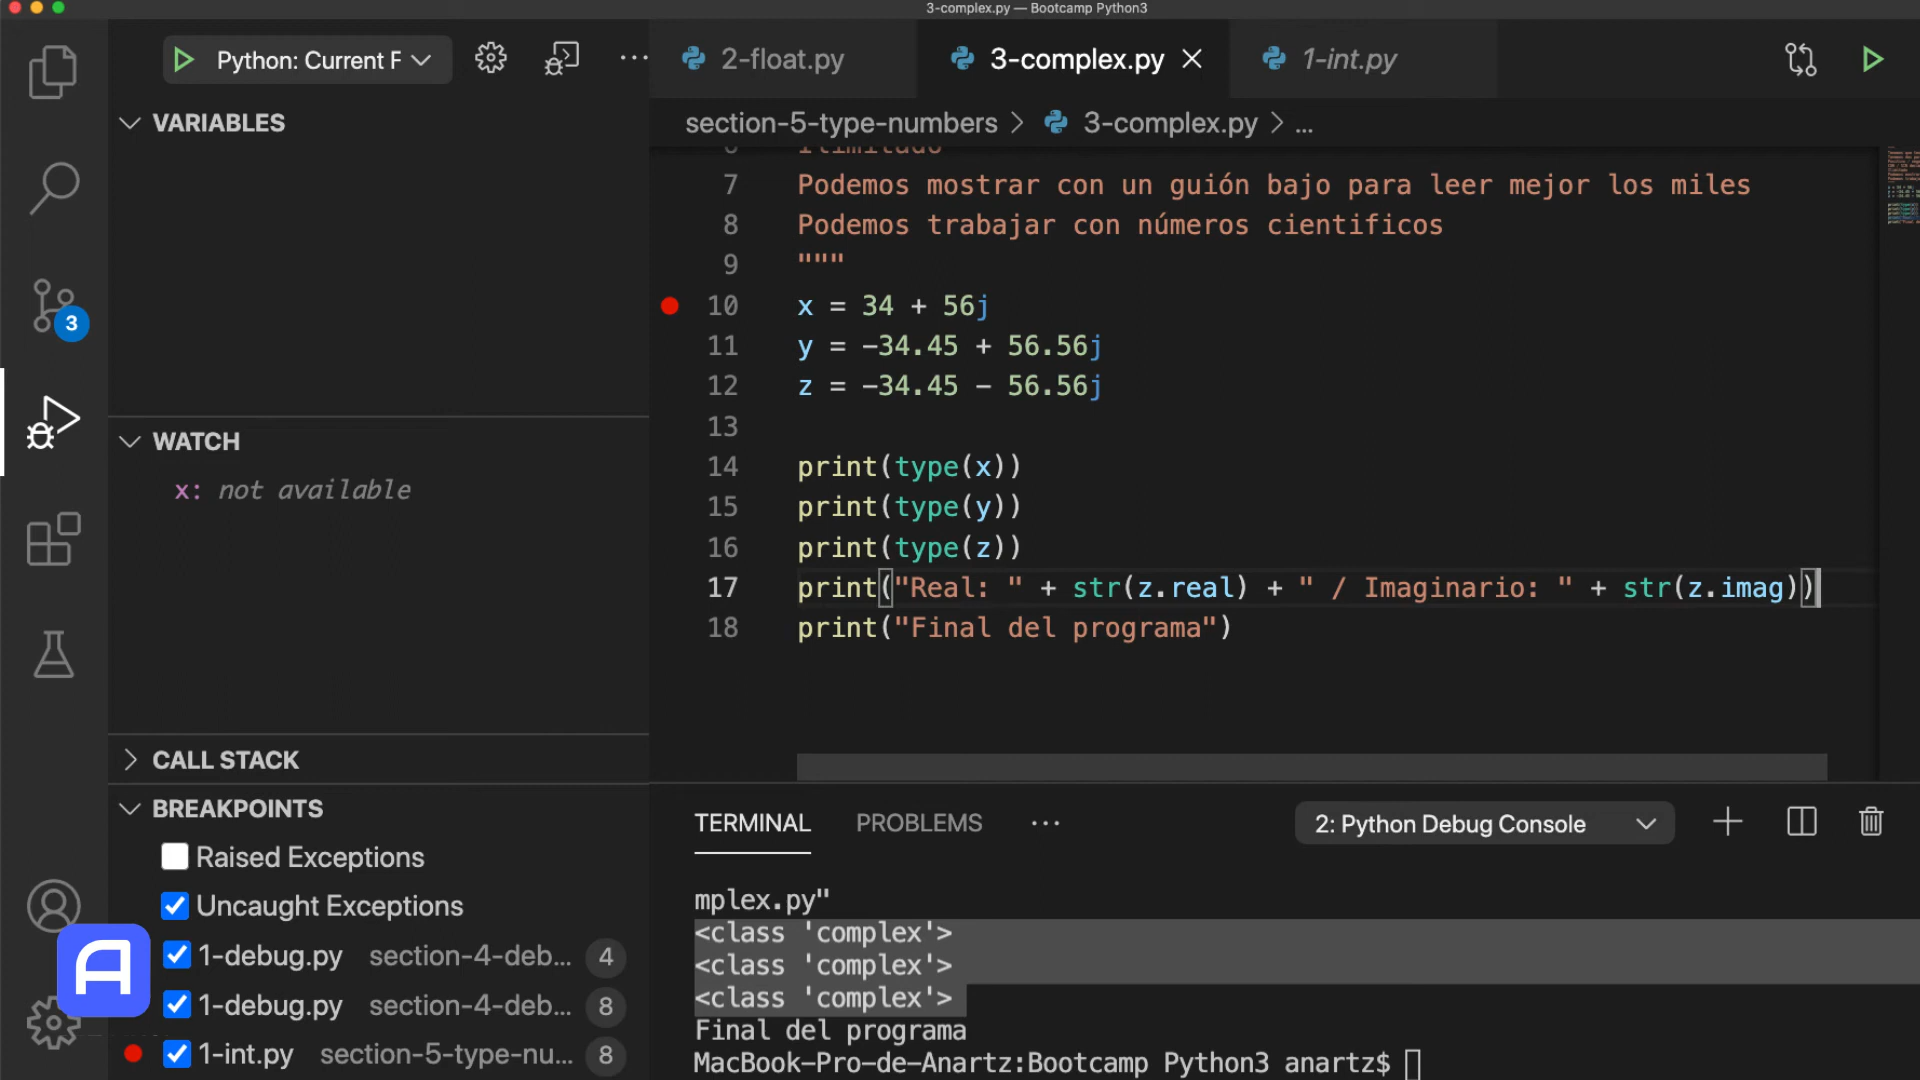 3-complex.py — Bootcamp Python3
Python: Current F
2-float.py
3-complex.py
1-int.py
section-5-type-numbers > 3-complex.py > ...
VARIABLES
WATCH
x: not available
CALL STACK
BREAKPOINTS
Raised Exceptions
Uncaught Exceptions
1-debug.py section-4-deb... 4
1-debug.py section-4-deb... 8
1-int.py section-5-type-nu... 8
3
6 Ilimitado
7 Podemos mostrar con un guión bajo para leer mejor los miles
8 Podemos trabajar con números cientificos
9 """
10 x = 34 + 56j
11 y = -34.45 + 56.56j
12 z = -34.45 - 56.56j
13
14 print(type(x))
15 print(type(y))
16 print(type(z))
17 print("Real: " + str(z.real) + " / Imaginario: " + str(z.imag))
18 print("Final del programa")
TERMINAL
PROBLEMS
2: Python Debug Console
mplex.py"
<class 'complex'>
<class 'complex'>
<class 'complex'>
Final del programa
MacBook-Pro-de-Anartz:Bootcamp Python3 anartz$